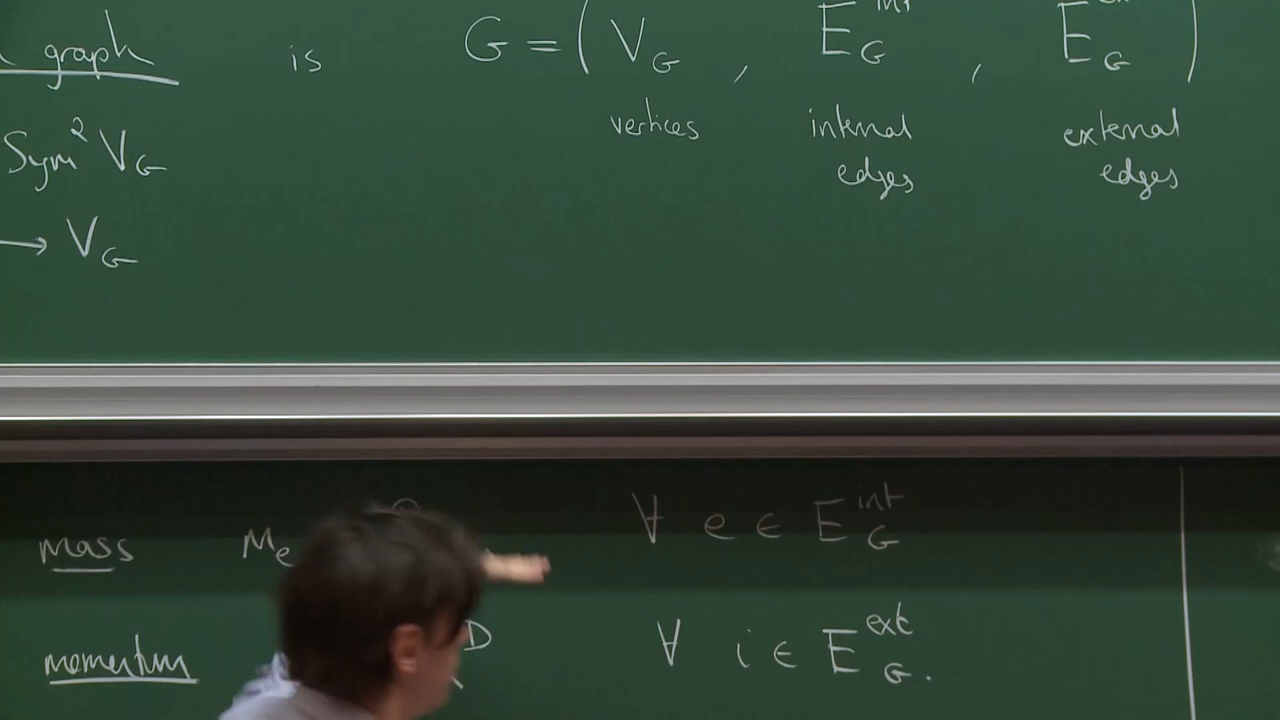 graph is G = ( V_G , E_G^int , E_G )
vertices internal edges external edges
Sym² V_G
→ V_G
mass m_e ∀ e ∈ E_G^int
momentum D ∀ i ∈ E_G^ext .